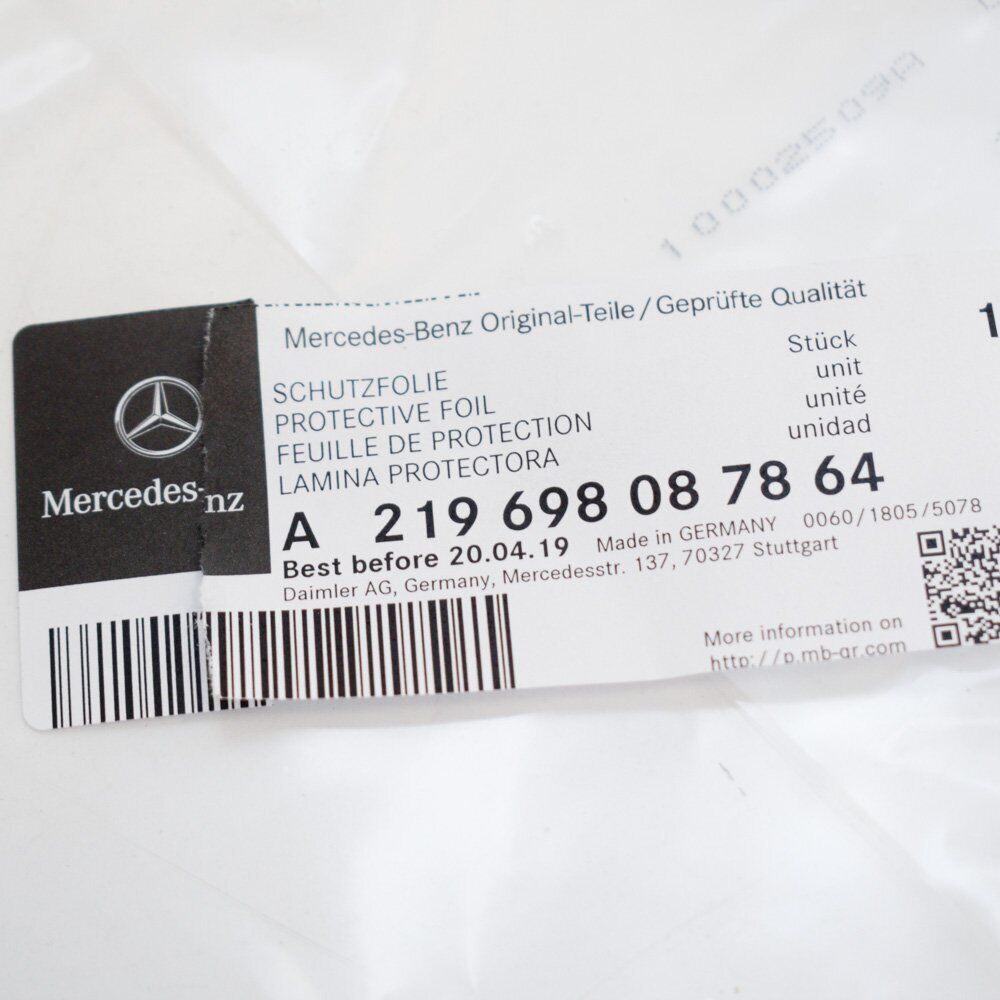 10002509A
Mercedes-Benz Original-Teile / Geprüfte Qualität
SCHUTZFOLIE
PROTECTIVE FOIL
FEUILLE DE PROTECTION
LAMINA PROTECTORA
Stück
unit
unité
unidad
1
Mercedes-nz
A 219 698 08 78 64
Best before 20.04.19
Made in GERMANY 0060/1805/5078
Daimler AG, Germany, Mercedesstr. 137, 70327 Stuttgart
More information on
http://p.mb-qr.com